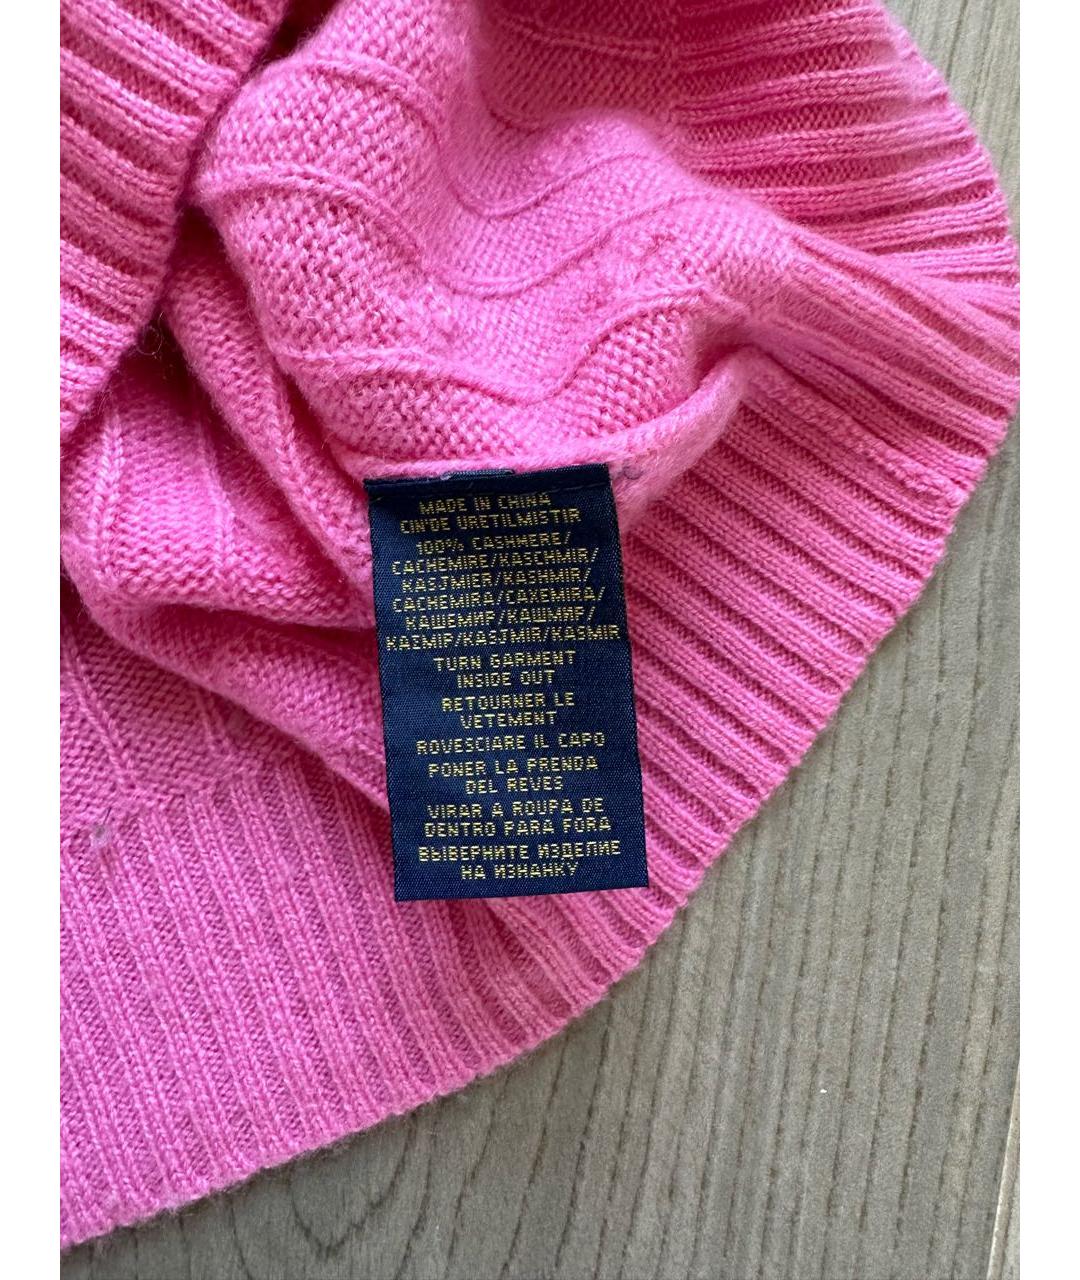 MADE IN CHINA
CIN'DE URETILMISTIR
100% CASHMERE/
CACHEMIRE/KASCHMIR/
KASJMIER/KASHMIR/
CACHEMIRA/CAXEMIRA/
КАШЕМИР/КАШМИР/
KAΣMIP/KASJMIR/KASMIR
TURN GARMENT
INSIDE OUT
RETOURNER LE
VETEMENT
ROVESCIARE IL CAPO
PONER LA PRENDA
DEL REVES
VIRAR A ROUPA DE
DENTRO PARA FORA
ВЫВЕРНИТЕ ИЗДЕЛИЕ
НА ИЗНАНКУ